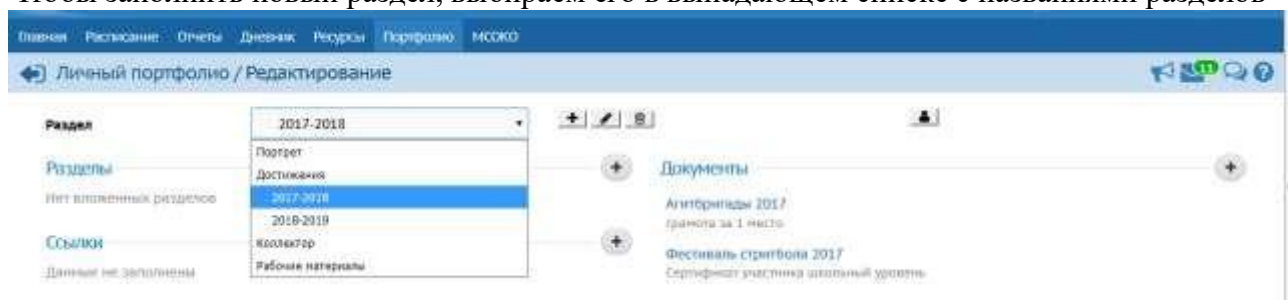 Чтобы заполнить новый раздел, выбираем его в выпадающем списке с названиями разделов
Главная Расписание Отчеты Дневник Ресурсы Портфолио МСОКО
Личный портфолио / Редактирование
11
Раздел
2017-2018
Портрет
Достижения
2017-2018
2018-2019
Коллектор
Рабочие материалы
Разделы
Нет вложенных разделов
Ссылки
Данные не заполнены
Документы
Агитбригады 2017
грамота за 1 место
Фестиваль стритбола 2017
Сертификат участника школьный уровень